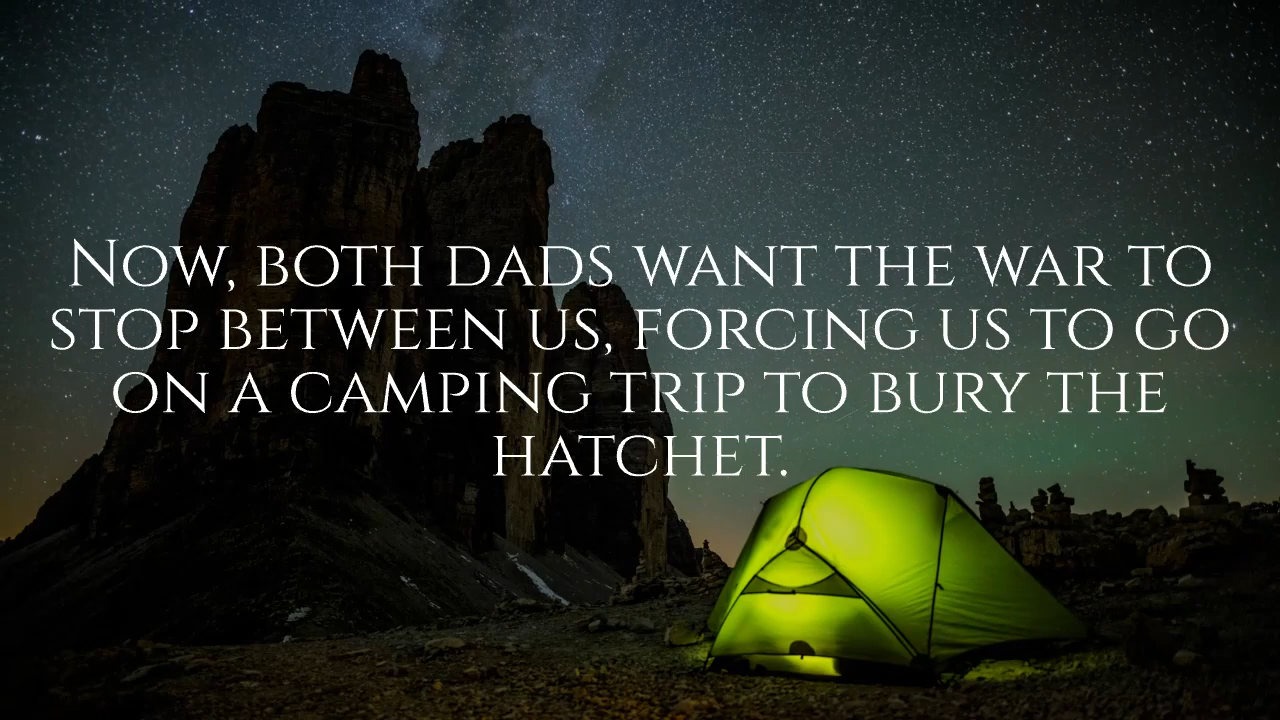 Now, both dads want the war to
stop between us, forcing us to go
on a camping trip to bury the
hatchet.